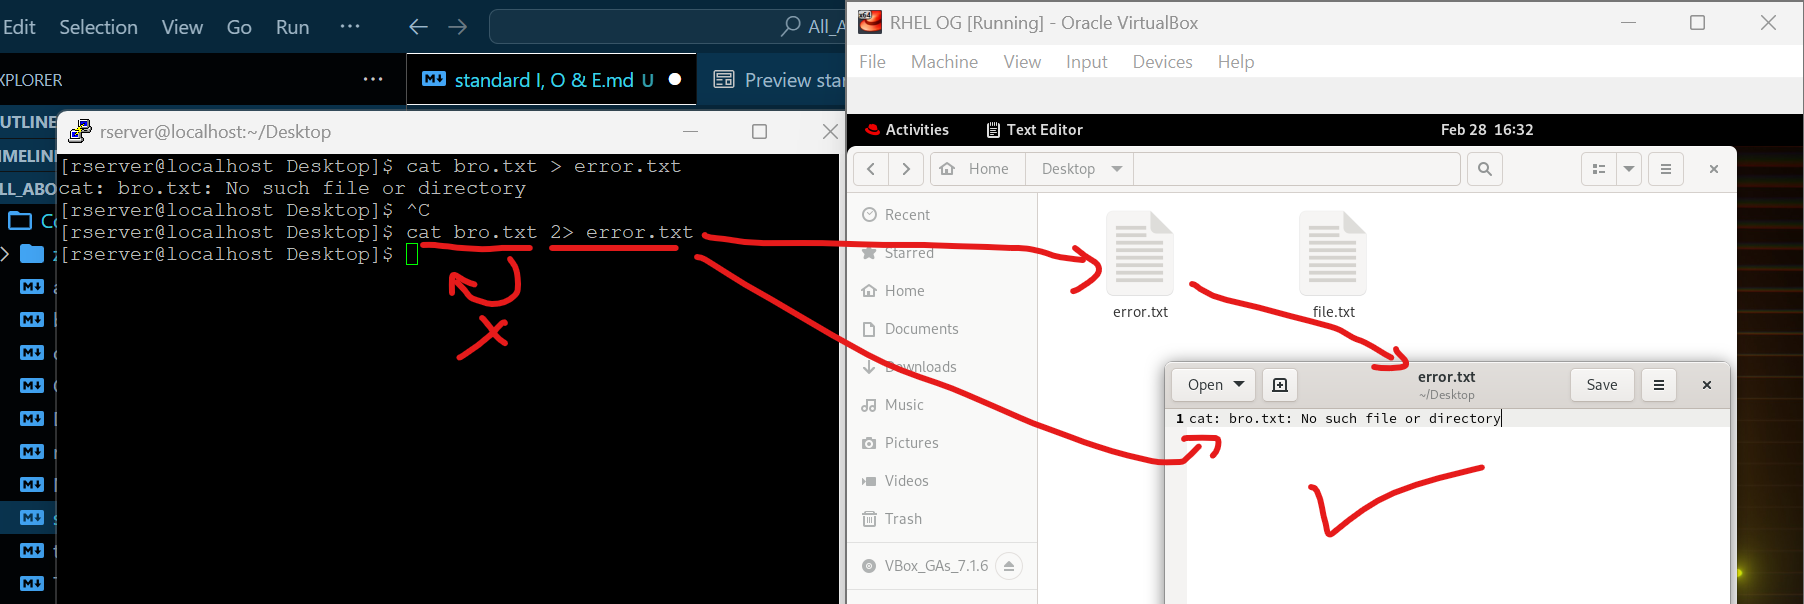 Edit Selection View Go Run ···
All_A
XPLORER ···
standard I, O & E.md U
Preview sta
UTLINE
IMELIN
LL_ABO
rserver@localhost:~/Desktop
[rserver@localhost Desktop]$ cat bro.txt > error.txt
cat: bro.txt: No such file or directory
[rserver@localhost Desktop]$ ^C
[rserver@localhost Desktop]$ cat bro.txt 2> error.txt
[rserver@localhost Desktop]$
RHEL OG [Running] - Oracle VirtualBox
File Machine View Input Devices Help
Activities Text Editor Feb 28 16:32
Home Desktop
Recent
Starred
Home
Documents
Downloads
Music
Pictures
Videos
Trash
VBox_GAs_7.1.6
error.txt file.txt
Open error.txt Save
~/Desktop
1 cat: bro.txt: No such file or directory